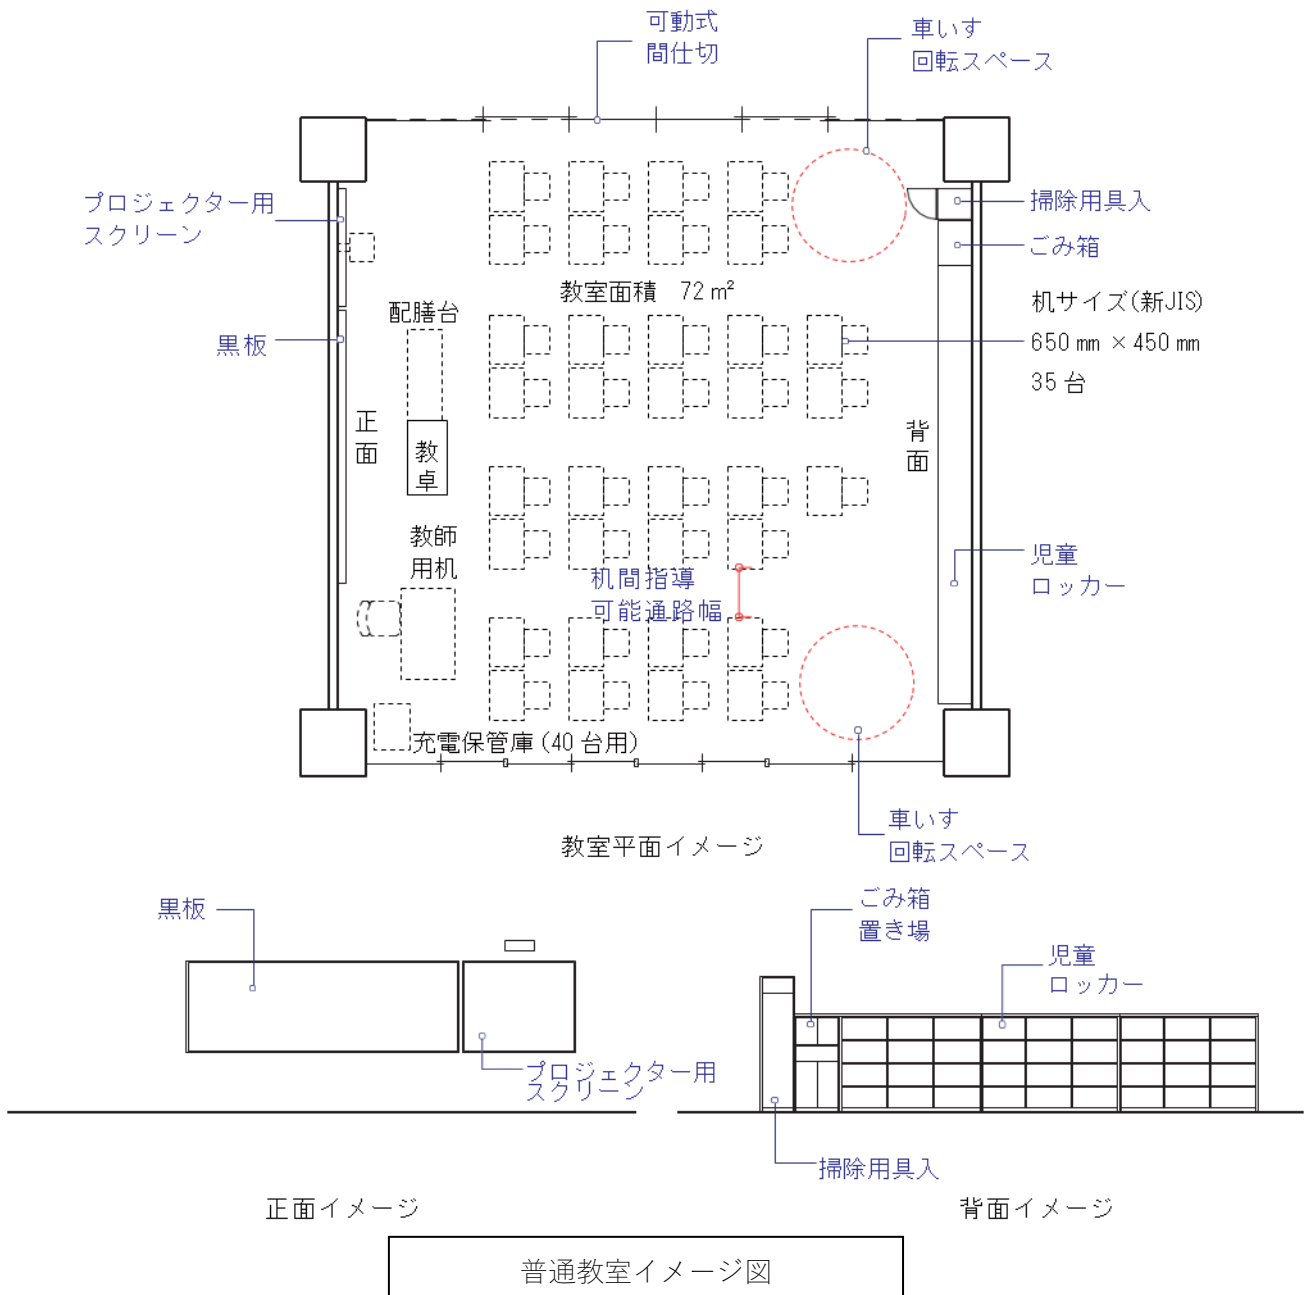 可動式
間仕切
車いす
回転スペース
プロジェクター用
スクリーン
掃除用具入
ごみ箱
教室面積 72㎡
机サイズ(新JIS)
650㎜ ×450㎜
35台
配膳台
黒板
正面
教卓
背面
教師
用机
机間指導
可能通路幅
児童
ロッカー
充電保管庫(40台用)
車いす
回転スペース
教室平面イメージ
黒板
プロジェクター用
スクリーン
正面イメージ
ごみ箱
置き場
児童
ロッカー
掃除用具入
背面イメージ
普通教室イメージ図